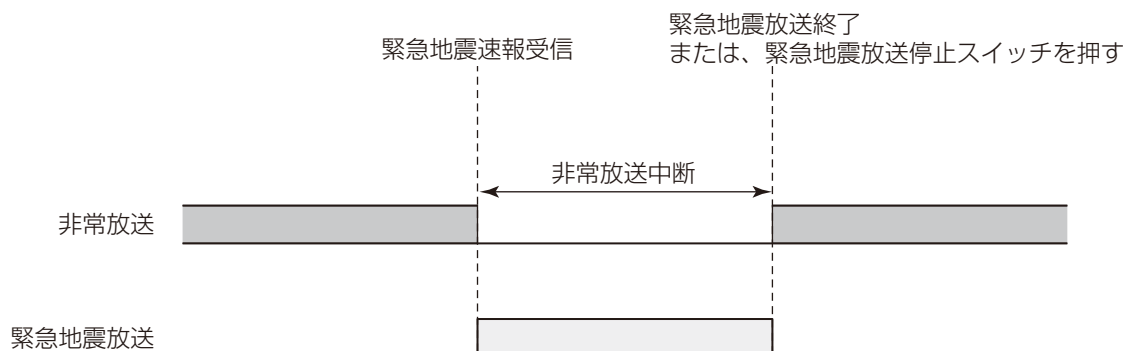 緊急地震放送終了
または、緊急地震放送停止スイッチを押す
緊急地震速報受信
非常放送中断
非常放送
緊急地震放送